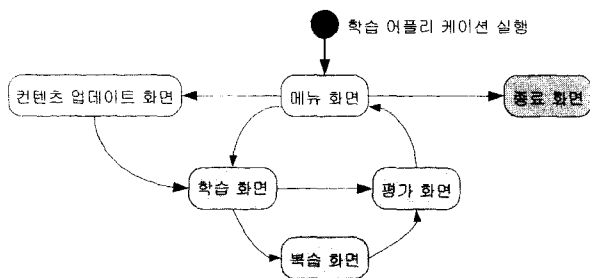 학습 어플리 케이션 실행
컨텐츠 업데이트 화면
메뉴 화면
종료 화면
학습 화면
평가 화면
복습 화면